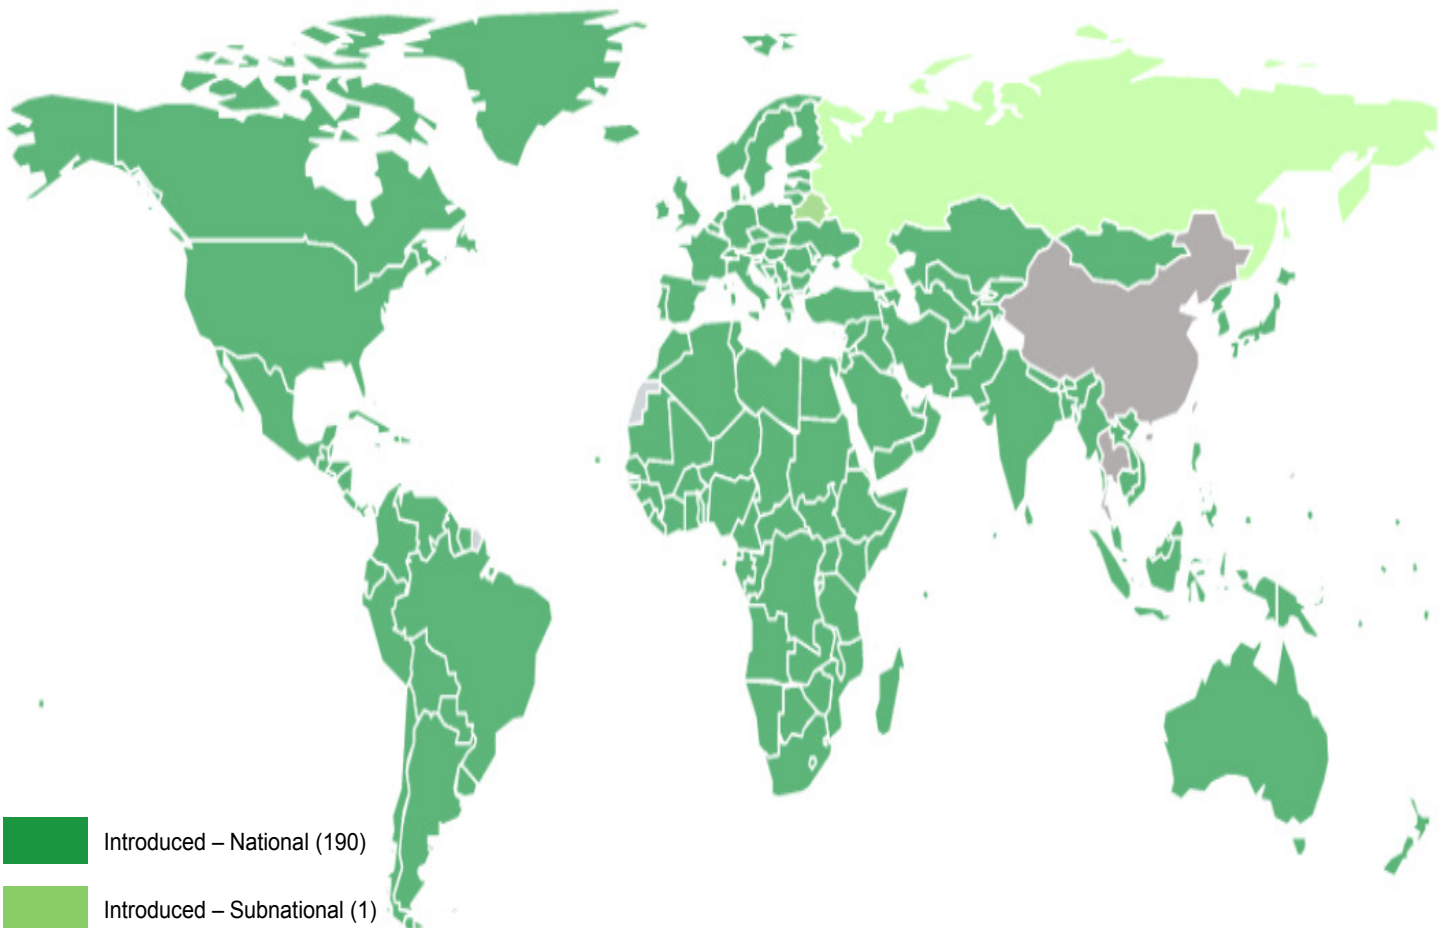 Introduced – National (190)
Introduced – Subnational (1)